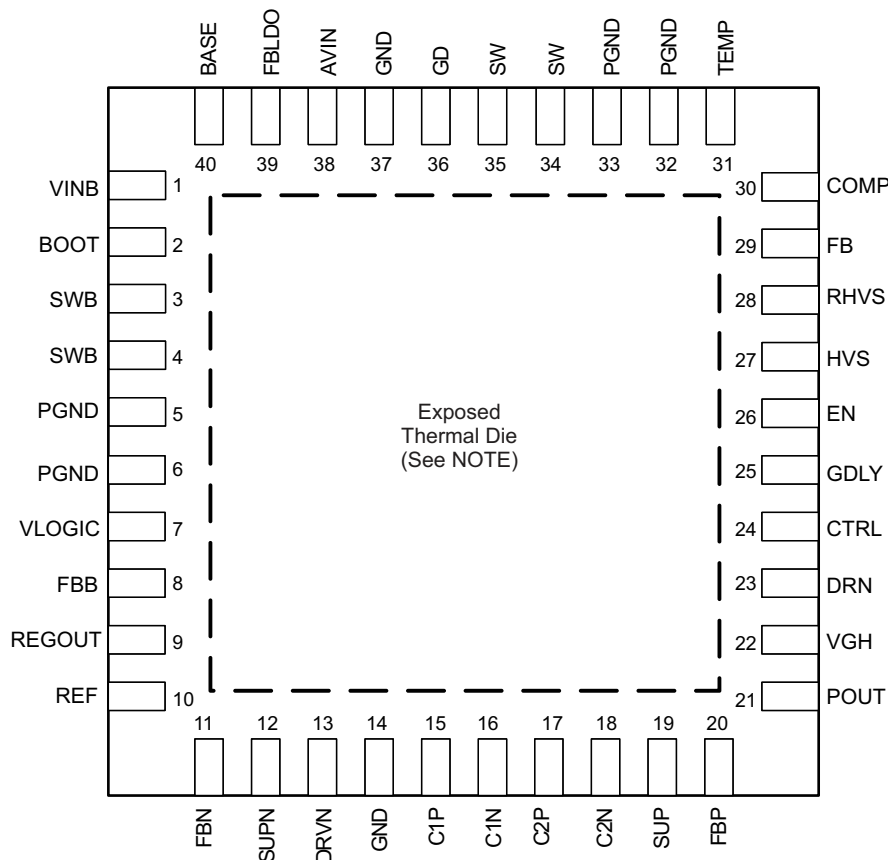 BASE FBLDO AVIN GND GD SW SW PGND PGND TEMP
40 39 38 37 36 35 34 33 32 31
VINB 1 30 COMP
BOOT 2 29 FB
SWB 3 28 RHVS
SWB 4 27 HVS
PGND 5 26 EN
PGND 6 25 GDLY
VLOGIC 7 24 CTRL
FBB 8 23 DRN
REGOUT 9 22 VGH
REF 10 21 POUT
Exposed
Thermal Die
(See NOTE)
11 12 13 14 15 16 17 18 19 20
FBN SUPN DRVN GND C1P C1N C2P C2N SUP FBP